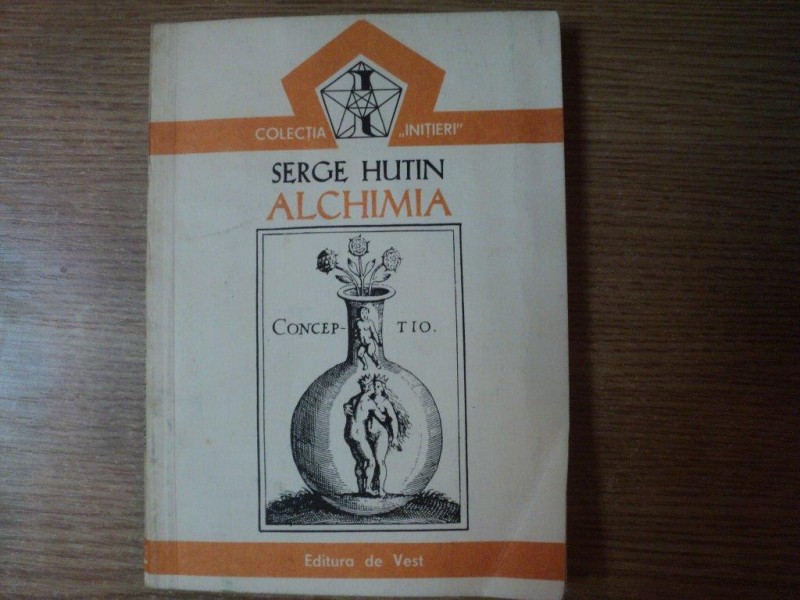 COLECȚIA „INIȚIERI"
SERGE HUTIN
ALCHIMIA
CONCEP- TIO.
Editura de Vest